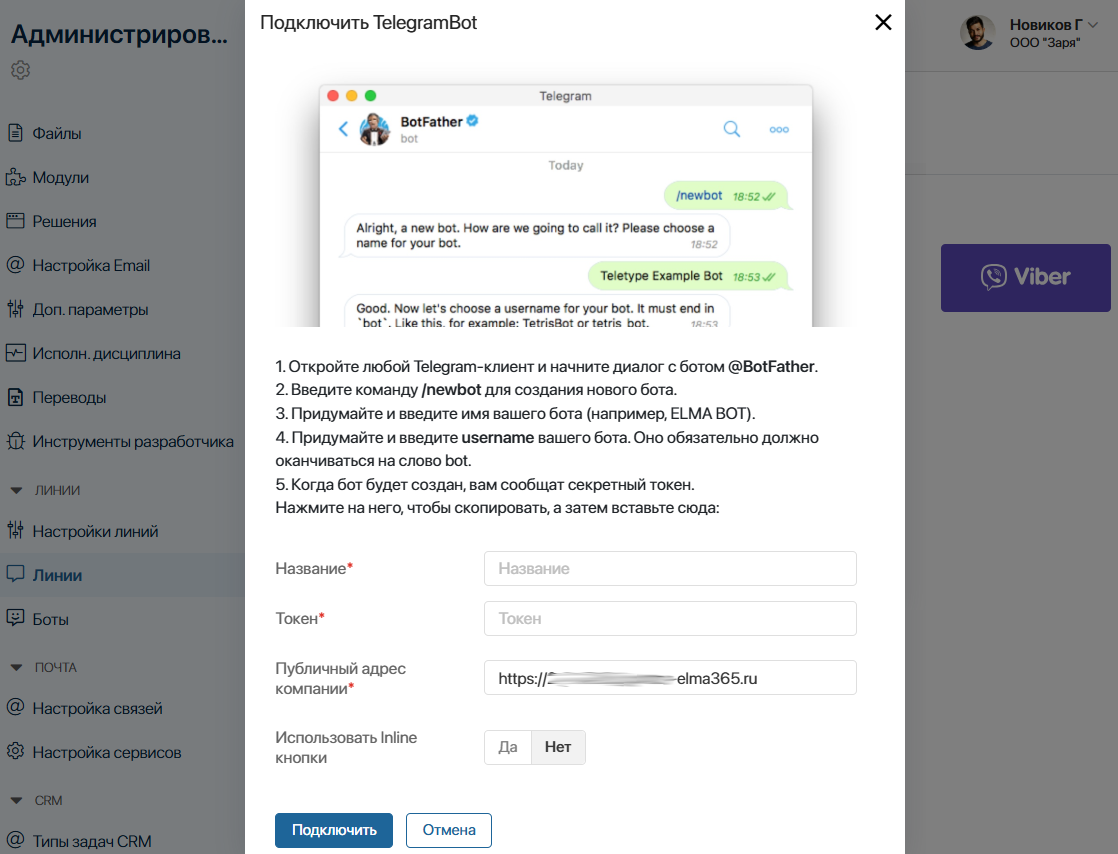 Администриров...
Файлы
Модули
Решения
Настройка Email
Доп. параметры
Исполн. дисциплина
Переводы
Инструменты разработчика
ЛИНИИ
Настройки линий
Линии
Боты
ПОЧТА
Настройка связей
Настройка сервисов
CRM
Типы задач CRM
Подключить TelegramBot
Telegram
BotFather
bot
Today
/newbot 18:52
Alright, a new bot. How are we going to call it? Please choose a
name for your bot.
18:52
Teletype Example Bot 18:53
Good. Now let's choose a username for your bot. It must end in
`bot`. Like this, for example: TetrisBot or tetris_bot.
18:53
1. Откройте любой Telegram-клиент и начните диалог с ботом @BotFather.
2. Введите команду /newbot для создания нового бота.
3. Придумайте и введите имя вашего бота (например, ELMA BOT).
4. Придумайте и введите username вашего бота. Оно обязательно должно
оканчиваться на слово bot.
5. Когда бот будет создан, вам сообщат секретный токен.
Нажмите на него, чтобы скопировать, а затем вставьте сюда:
Название*
Название
Токен*
Токен
Публичный адрес
компании*
https:// -elma365.ru
Использовать Inline
кнопки
Да Нет
Подключить Отмена
Новиков Г
ООО "Заря"
Viber